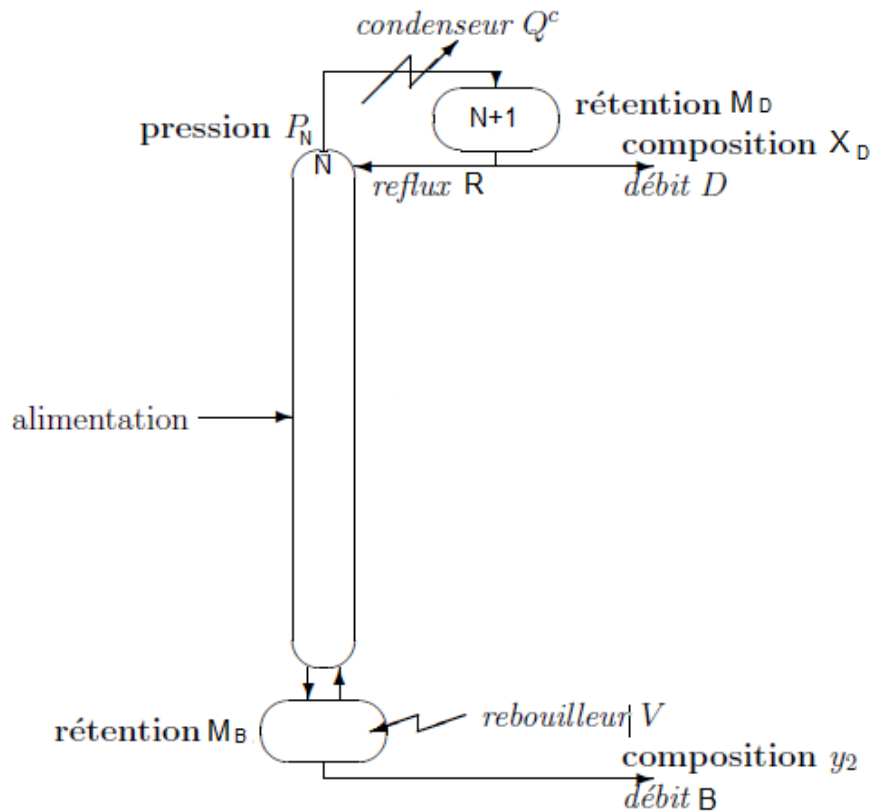 condenseur Q^c
N+1
rétention M_D
pression P_N
composition X_D
N
reflux R
débit D
alimentation
rebouilleur V
rétention M_B
composition y_2
débit B